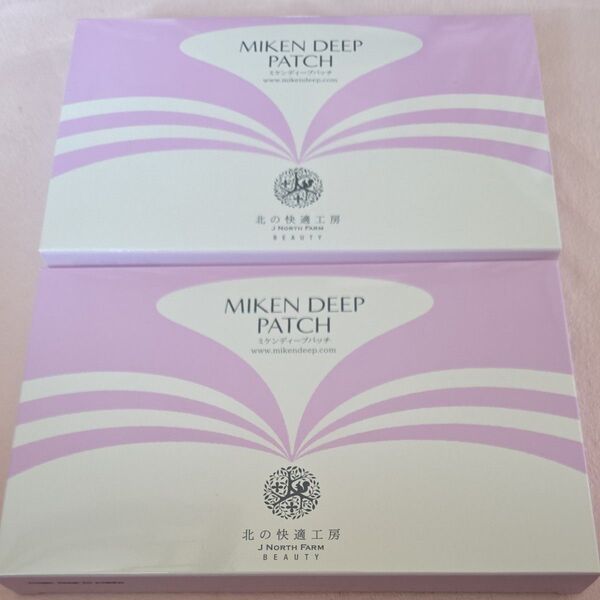 MIKEN DEEP
PATCH
ミケンディープパッチ
www.mikendeep.com
北の快適工房
J NORTH FARM
BEAUTY
MIKEN DEEP
PATCH
ミケンディープパッチ
www.mikendeep.com
北の快適工房
J NORTH FARM
BEAUTY